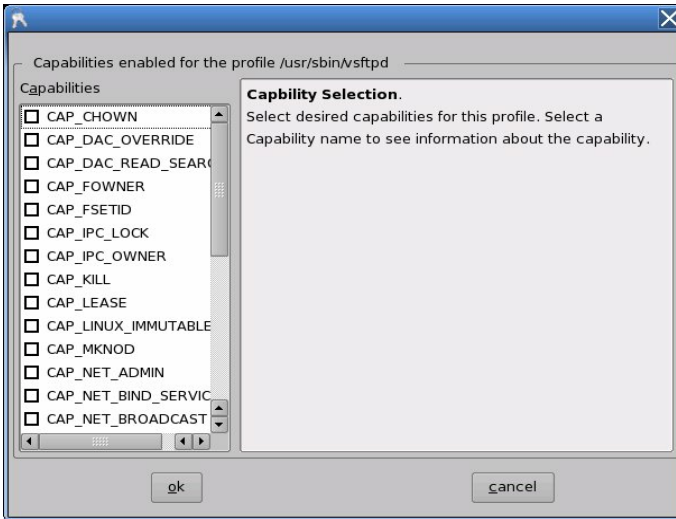 Capabilities enabled for the profile /usr/sbin/vsftpd
Capabilities
CAP_CHOWN
CAP_DAC_OVERRIDE
CAP_DAC_READ_SEARC
CAP_FOWNER
CAP_FSETID
CAP_IPC_LOCK
CAP_IPC_OWNER
CAP_KILL
CAP_LEASE
CAP_LINUX_IMMUTABLE
CAP_MKNOD
CAP_NET_ADMIN
CAP_NET_BIND_SERVIC
CAP_NET_BROADCAST
Capbility Selection.
Select desired capabilities for this profile. Select a
Capability name to see information about the capability.
ok
cancel